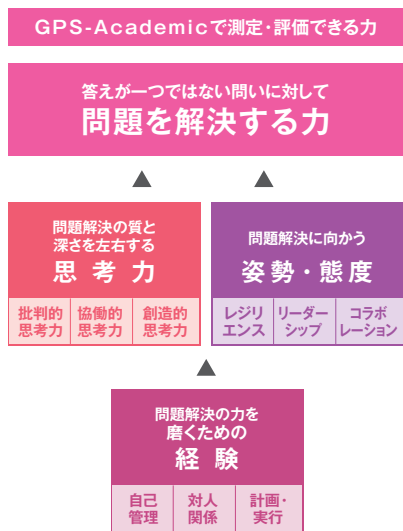 GPS-Academicで測定・評価できる力
答えが一つではない問いに対して
問題を解決する力
問題解決の質と
深さを左右する
思考力
批判的
思考力
協働的
思考力
創造的
思考力
問題解決に向かう
姿勢・態度
レジリ
エンス
リーダー
シップ
コラボ
レーション
問題解決の力を
磨くための
経験
自己
管理
対人
関係
計画・
実行